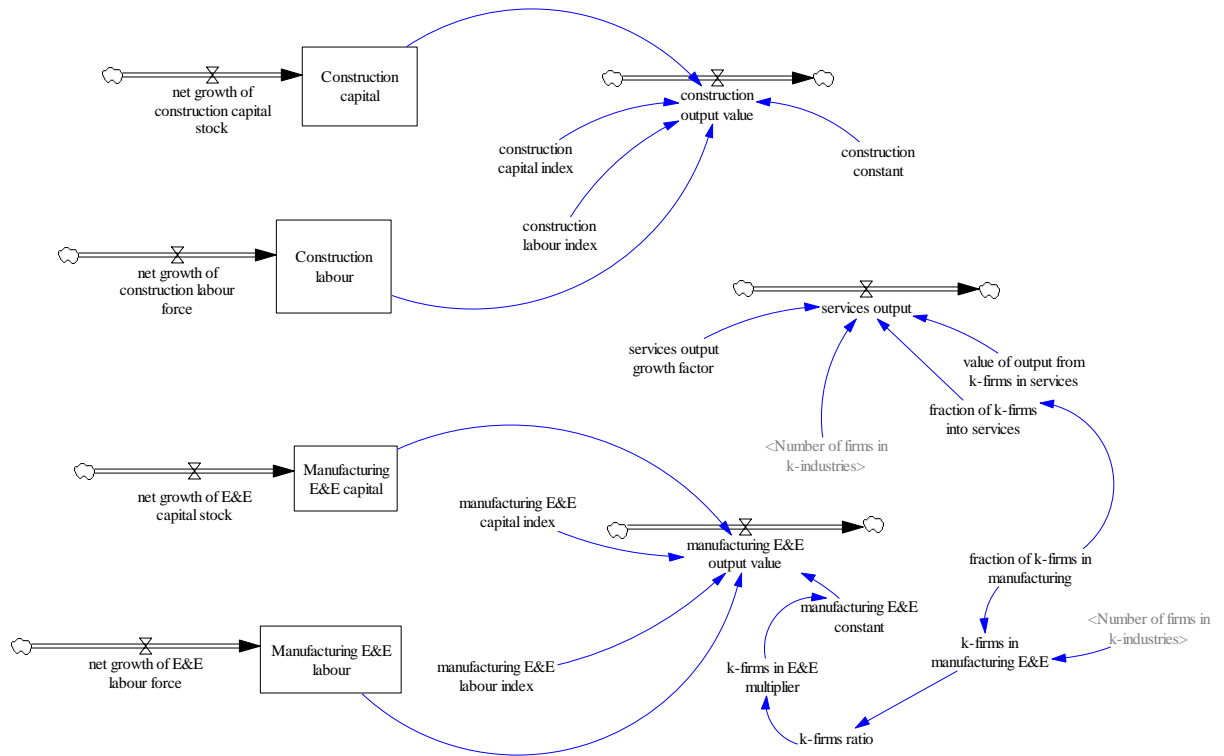 Construction
capital
net growth of
construction capital
stock
construction
output value
construction
capital index
construction
constant
construction
labour index
Construction
labour
net growth of
construction labour
force
services output
services output
growth factor
value of output from
k-firms in services
fraction of k-firms
into services
<Number of firms in
k-industries>
Manufacturing
E&E capital
net growth of E&E
capital stock
manufacturing E&E
capital index
manufacturing E&E
output value
fraction of k-firms in
manufacturing
manufacturing E&E
constant
<Number of firms in
k-industries>
k-firms in
manufacturing E&E
Manufacturing E&E
labour
net growth of E&E
labour force
manufacturing E&E
labour index
k-firms in E&E
multiplier
k-firms ratio